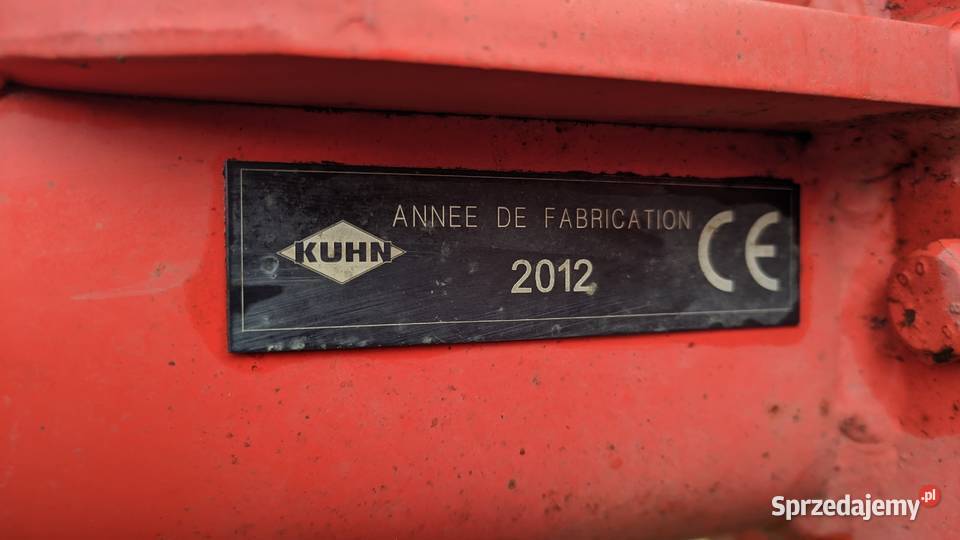 ANNEE DE FABRICATION
KUHN
2012
CE
Sprzedajemy.pl